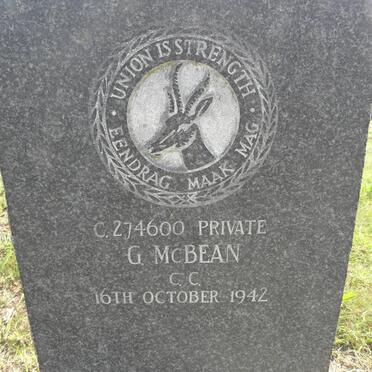 · UNION IS STRENGTH ·
EENDRAG MAAK MAG
C. 274600 PRIVATE
G. McBEAN
C. C.
16TH OCTOBER 1942